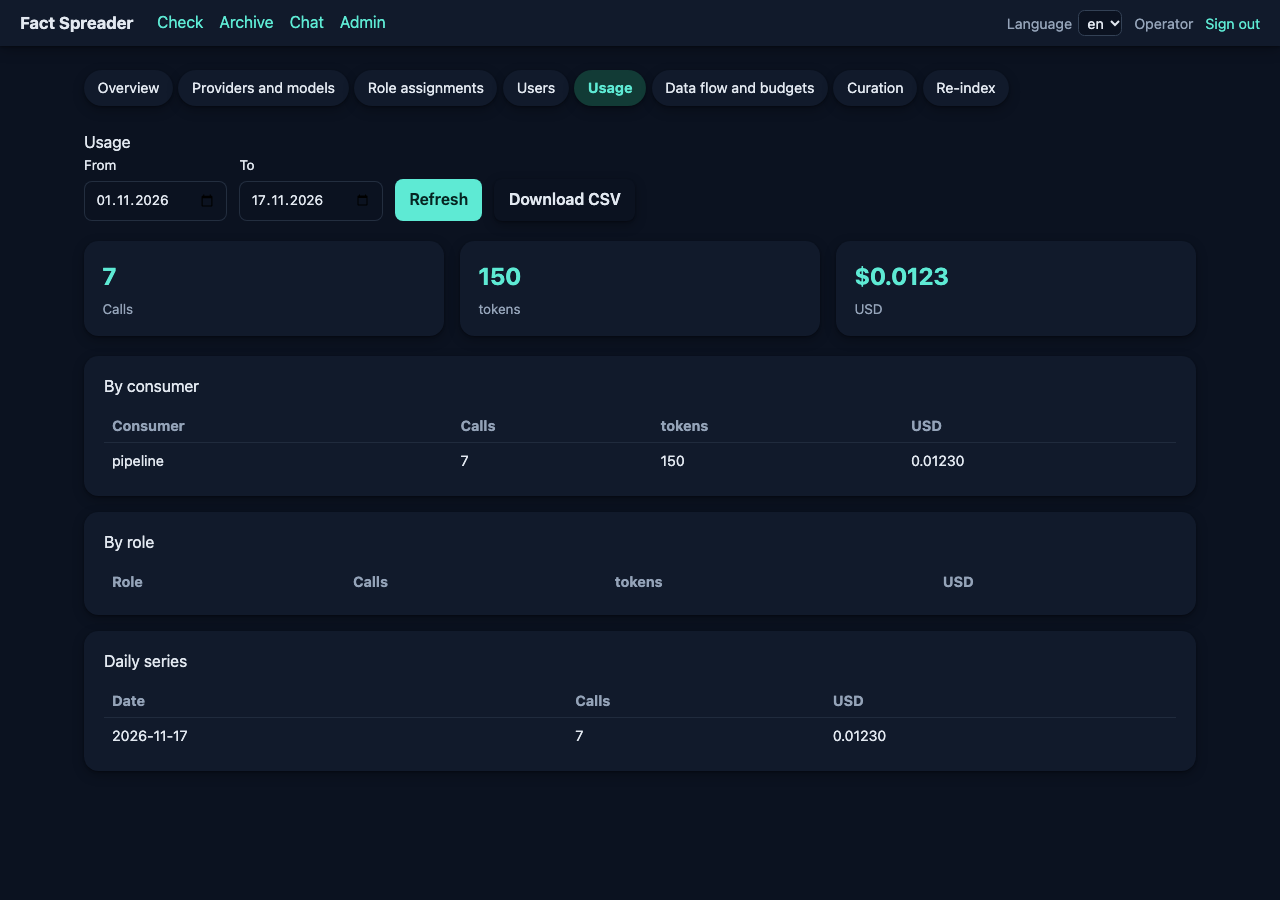 Fact Spreader Check Archive Chat Admin Language en Operator Sign out
Overview Providers and models Role assignments Users Usage Data flow and budgets Curation Re-index
Usage
From To
01.11.2026 17.11.2026 Refresh Download CSV
7 150 $0.0123
Calls tokens USD
By consumer
Consumer Calls tokens USD
pipeline 7 150 0.01230
By role
Role Calls tokens USD
Daily series
Date Calls USD
2026-11-17 7 0.01230